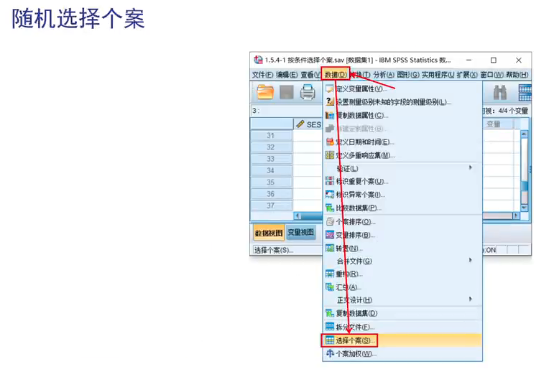 随机选择个案
1.5.4-1 按条件选择个案.sav [数据集1] - IBM SPSS Statistics 数...
文件(F) 编辑(E) 查看(V) 数据(D) 转换(T) 分析(A) 图形(G) 实用程序(U) 扩展(X) 窗口(W) 帮助(H)
定义变量属性(V)...
设置测量级别未知的字段的测量级别(L)...
3 : 视: 4/4 个变量
复制数据属性(C)...
SES 变量
31
定义日期和时间(E)...
32
定义多重响应集(M)...
33
验证(L)
34
标识重复个案(U)...
35
标识异常个案(I)...
36
比较数据集(P)...
37
个案排序(O)...
变量排序(B)...
数据视图 变量视图
转置(N)...
选择个案(S)... :ON
合并文件(G)
重构(R)...
汇总(A)...
正交设计(H)
复制数据集(D)
拆分文件(F)...
选择个案(S)...
个案加权(W)...